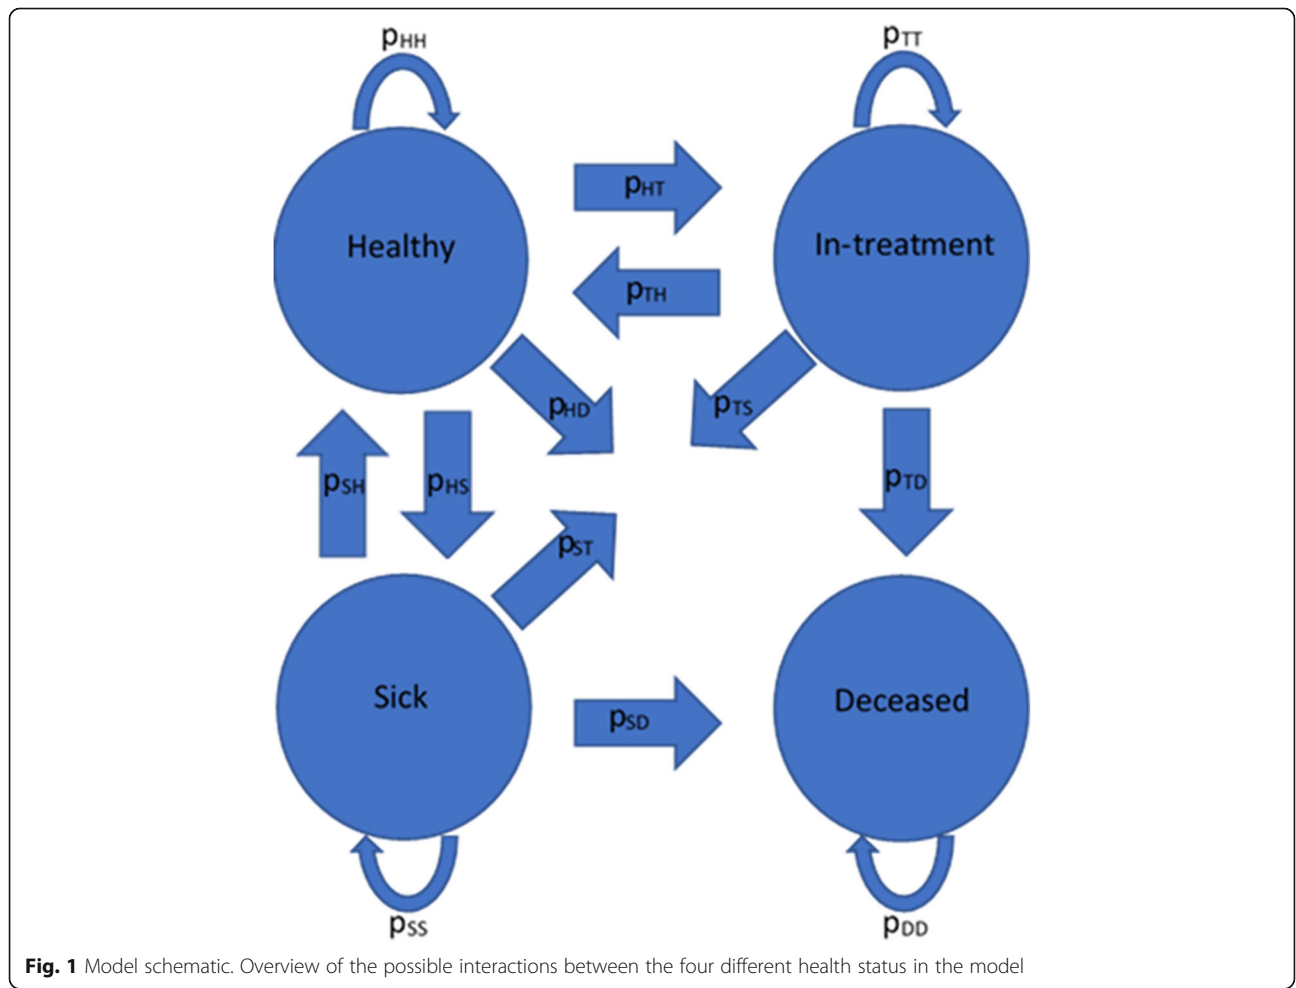 pHH
pTT
pHT
Healthy
In-treatment
pTH
pHD
pTS
pSH
pHS
pTD
pST
Sick
Deceased
pSD
pSS
pDD
Fig. 1 Model schematic. Overview of the possible interactions between the four different health status in the model